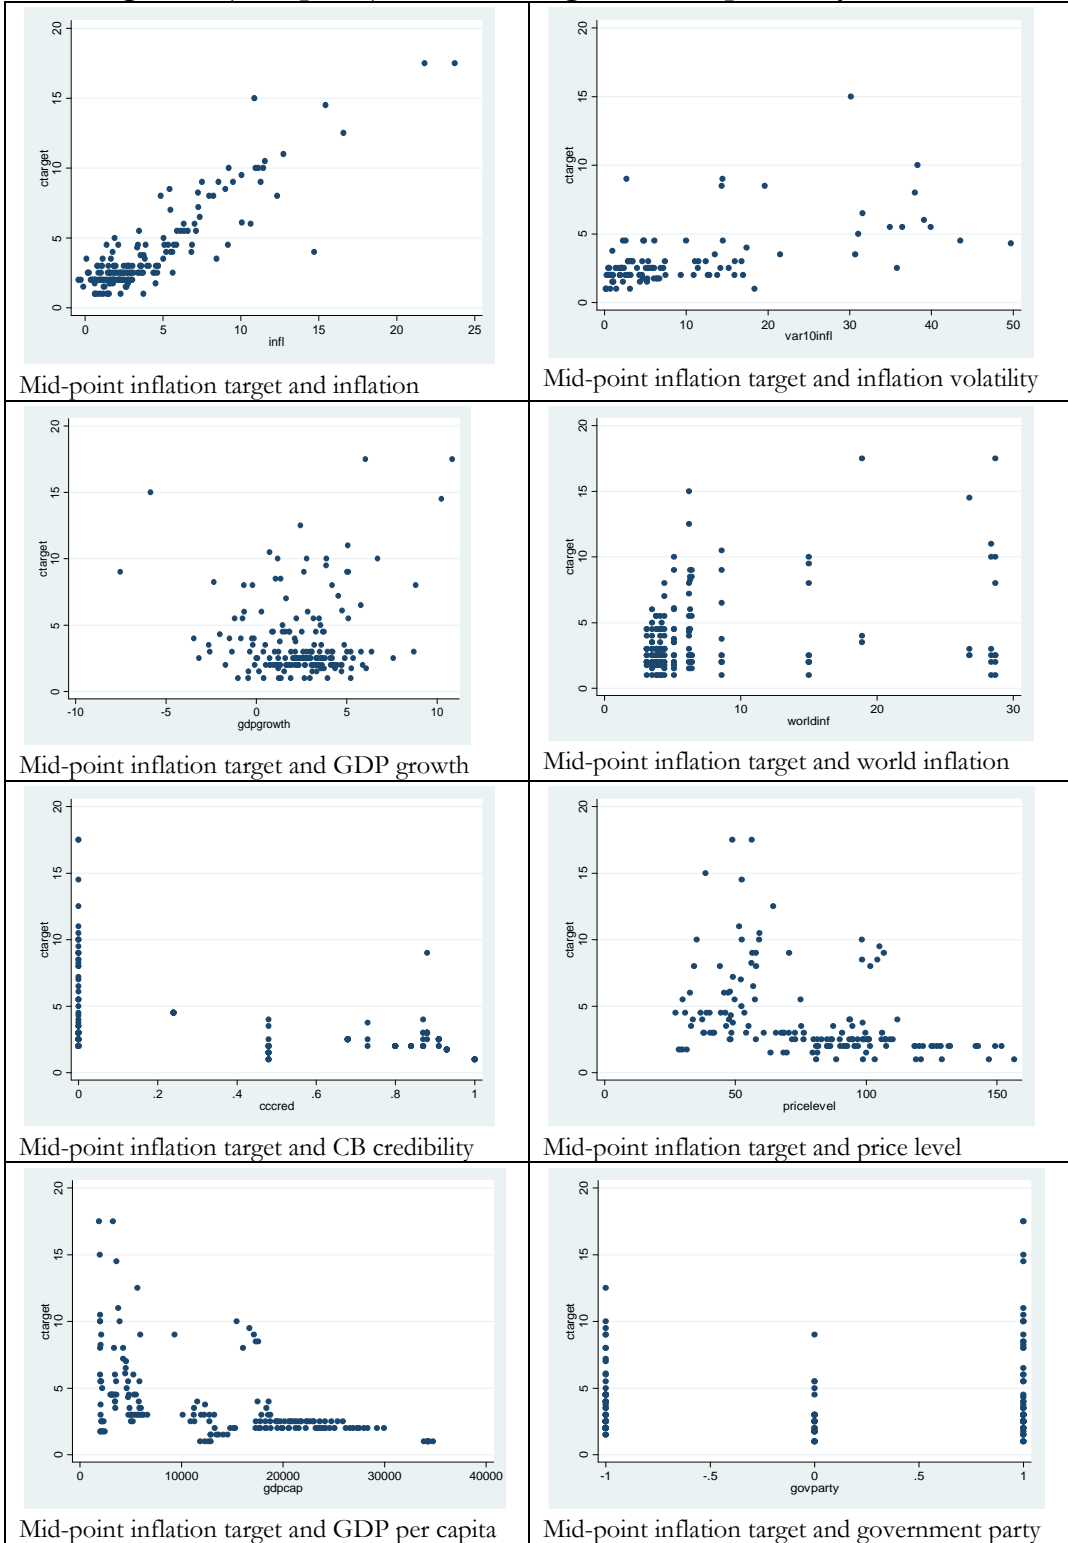 20
15
10
5
0
ctarget
0 5 10 15 20 25
infl
Mid-point inflation target and inflation
20
15
10
5
0
ctarget
0 10 20 30 40 50
var10infl
Mid-point inflation target and inflation volatility
20
15
10
5
0
ctarget
-10 -5 0 5 10
gdpgrowth
Mid-point inflation target and GDP growth
20
15
10
5
0
ctarget
0 10 20 30
worldinf
Mid-point inflation target and world inflation
20
15
10
5
0
ctarget
0 .2 .4 .6 .8 1
cccred
Mid-point inflation target and CB credibility
20
15
10
5
0
ctarget
0 50 100 150
pricelevel
Mid-point inflation target and price level
20
15
10
5
0
ctarget
0 10000 20000 30000 40000
gdpcap
Mid-point inflation target and GDP per capita
20
15
10
5
0
ctarget
-1 -.5 0 .5 1
govparty
Mid-point inflation target and government party